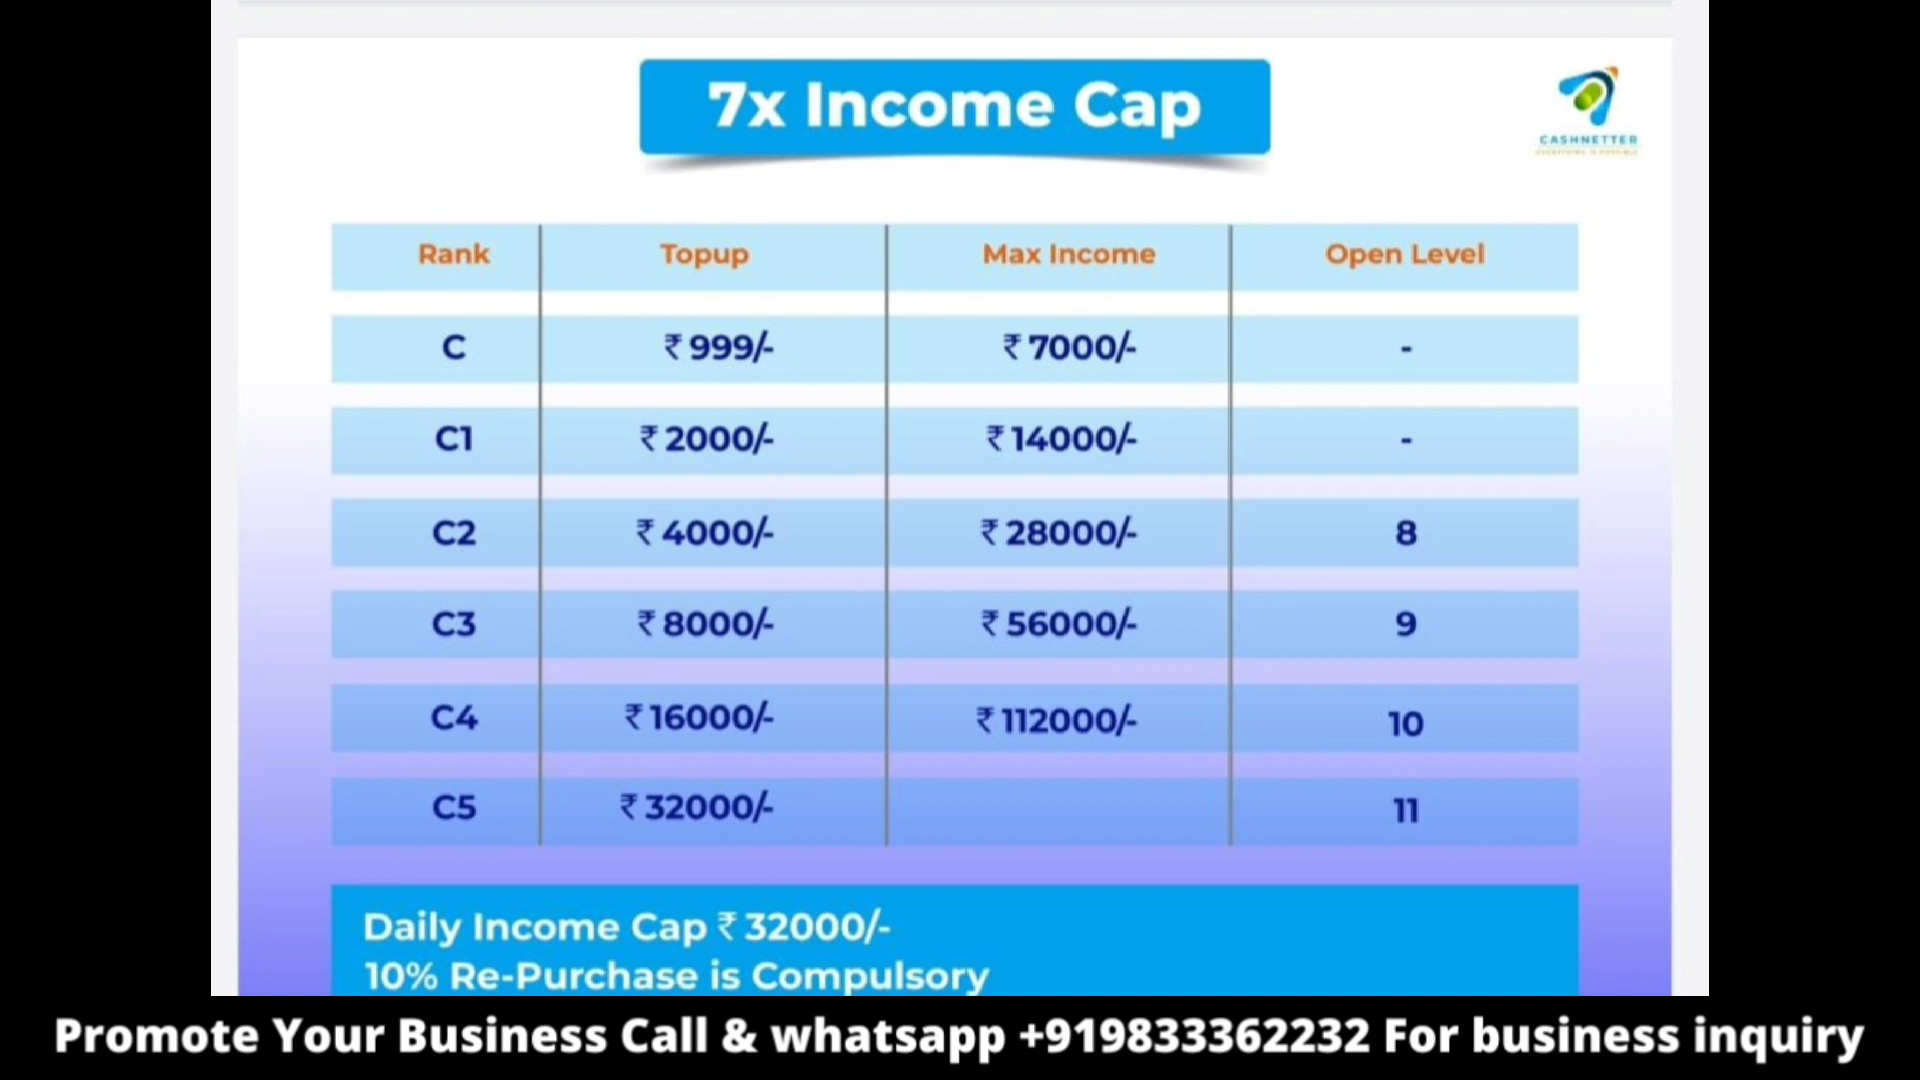 7x Income Cap
CASHNETTER
Rank Topup Max Income Open Level
C ₹ 999/- ₹ 7000/- -
C1 ₹ 2000/- ₹ 14000/- -
C2 ₹ 4000/- ₹ 28000/- 8
C3 ₹ 8000/- ₹ 56000/- 9
C4 ₹ 16000/- ₹ 112000/- 10
C5 ₹ 32000/- 11
Daily Income Cap ₹ 32000/-
10% Re-Purchase is Compulsory
Promote Your Business Call & whatsapp +919833362232 For business inquiry